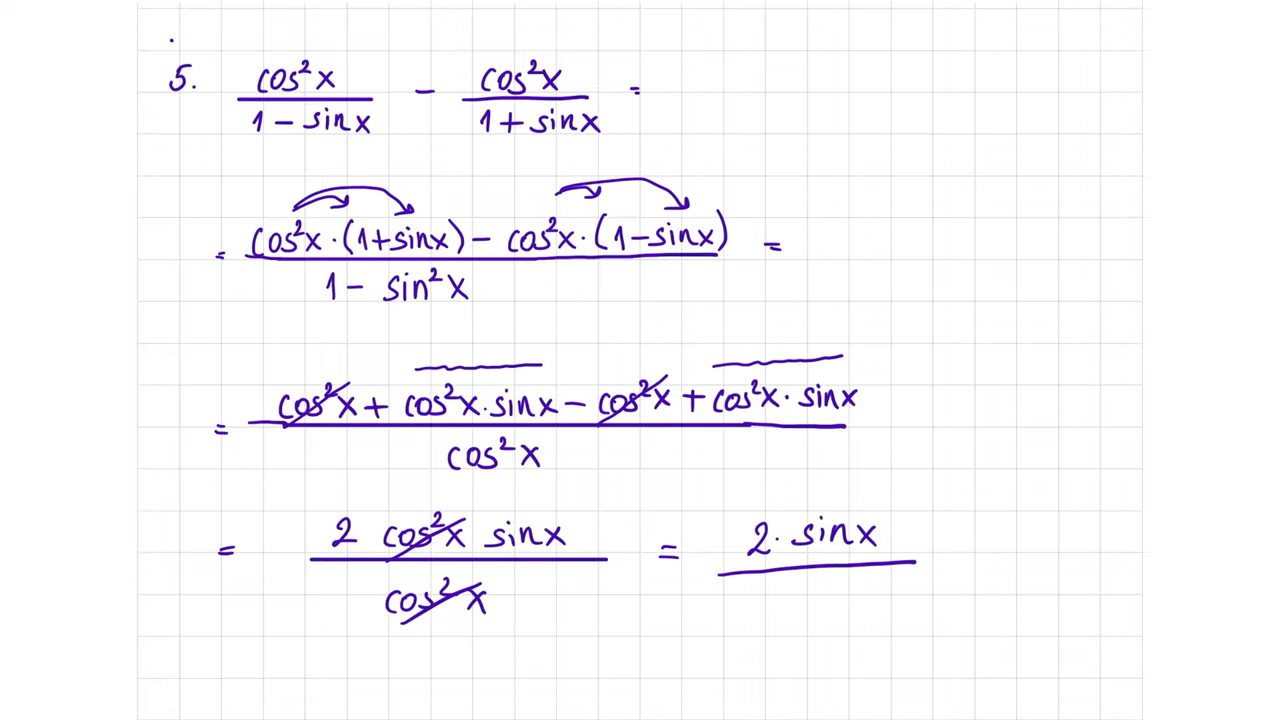 5. cos²x / (1 − sinx) − cos²x / (1 + sinx) =
= (cos²x · (1+sinx) − cos²x · (1−sinx)) / (1 − sin²x) =
= (cos²x + cos²x · sinx − cos²x + cos²x · sinx) / cos²x
= 2 cos²x sinx / cos²x = 2 · sinx